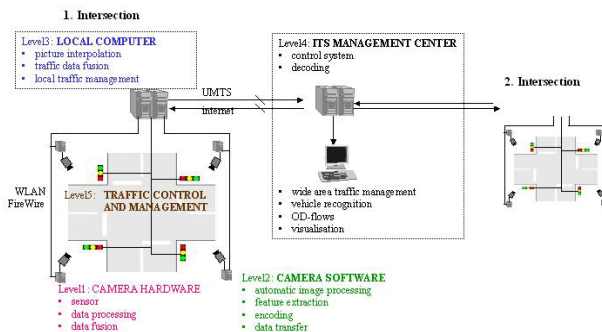 1. Intersection
Level3: LOCAL COMPUTER
▪ picture interpolation
▪ traffic data fusion
▪ local traffic management
Level4: ITS MANAGEMENT CENTER
▪ control system
▪ decoding
UMTS
internet
2. Intersection
WLAN
FireWire
Level5: TRAFFIC CONTROL
AND MANAGEMENT
▪ wide area traffic management
▪ vehicle recognition
▪ OD-flows
▪ visualisation
Level1: CAMERA HARDWARE
▪ sensor
▪ data processing
▪ data fusion
Level2: CAMERA SOFTWARE
▪ automatic image processing
▪ feature extraction
▪ encoding
▪ data transfer